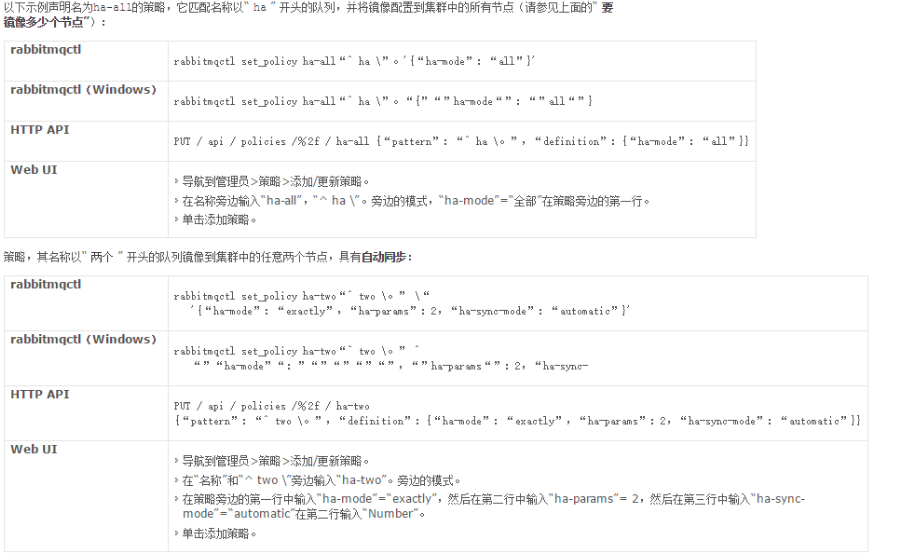 以下示例声明名为ha-all的策略，它匹配名称以“ ha ”开头的队列，并将镜像配置到集群中的所有节点（请参见上面的“ 要
镜像多少个节点”）：
rabbitmqctl
rabbitmqctl set_policy ha-all“^ ha \”。'{“ha-mode”：“all”}'
rabbitmqctl (Windows)
rabbitmqctl set_policy ha-all“^ ha \”。“{”“”ha-mode“”：“”all“”}
HTTP API
PUT / api / policies /%2f / ha-all {“pattern”：“^ ha \。”，“definition”：{“ha-mode”：“all”}}
Web UI
导航到管理员>策略>添加/更新策略。
在名称旁边输入“ha-all”，“^ ha \”。旁边的模式，“ha-mode”=“全部”在策略旁边的第一行。
单击添加策略。
策略，其名称以“ 两个 ”开头的队列镜像到集群中的任意两个节点，具有自动同步：
rabbitmqctl
rabbitmqctl set_policy ha-two“^ two \。” \“
'{“ha-mode”：“exactly”，“ha-params”：2，“ha-sync-mode”：“automatic”}'
rabbitmqctl (Windows)
rabbitmqctl set_policy ha-two“^ two \。” ^
“”“ha-mode”“：”“”“”“”“”，“”ha-params“”：2，“ha-sync-
HTTP API
PUT / api / policies /%2f / ha-two
{“pattern”：“^ two \。”，“definition”：{“ha-mode”：“exactly”，“ha-params”：2，“ha-sync-mode”：“automatic”}}
Web UI
导航到管理员>策略>添加/更新策略。
在“名称”和“^ two \”旁边输入“ha-two”。旁边的模式。
在策略旁边的第一行中输入“ha-mode”=“exactly”，然后在第二行中输入“ha-params”= 2，然后在第三行中输入“ha-sync-
mode”=“automatic”在第二行输入“Number”。
单击添加策略。